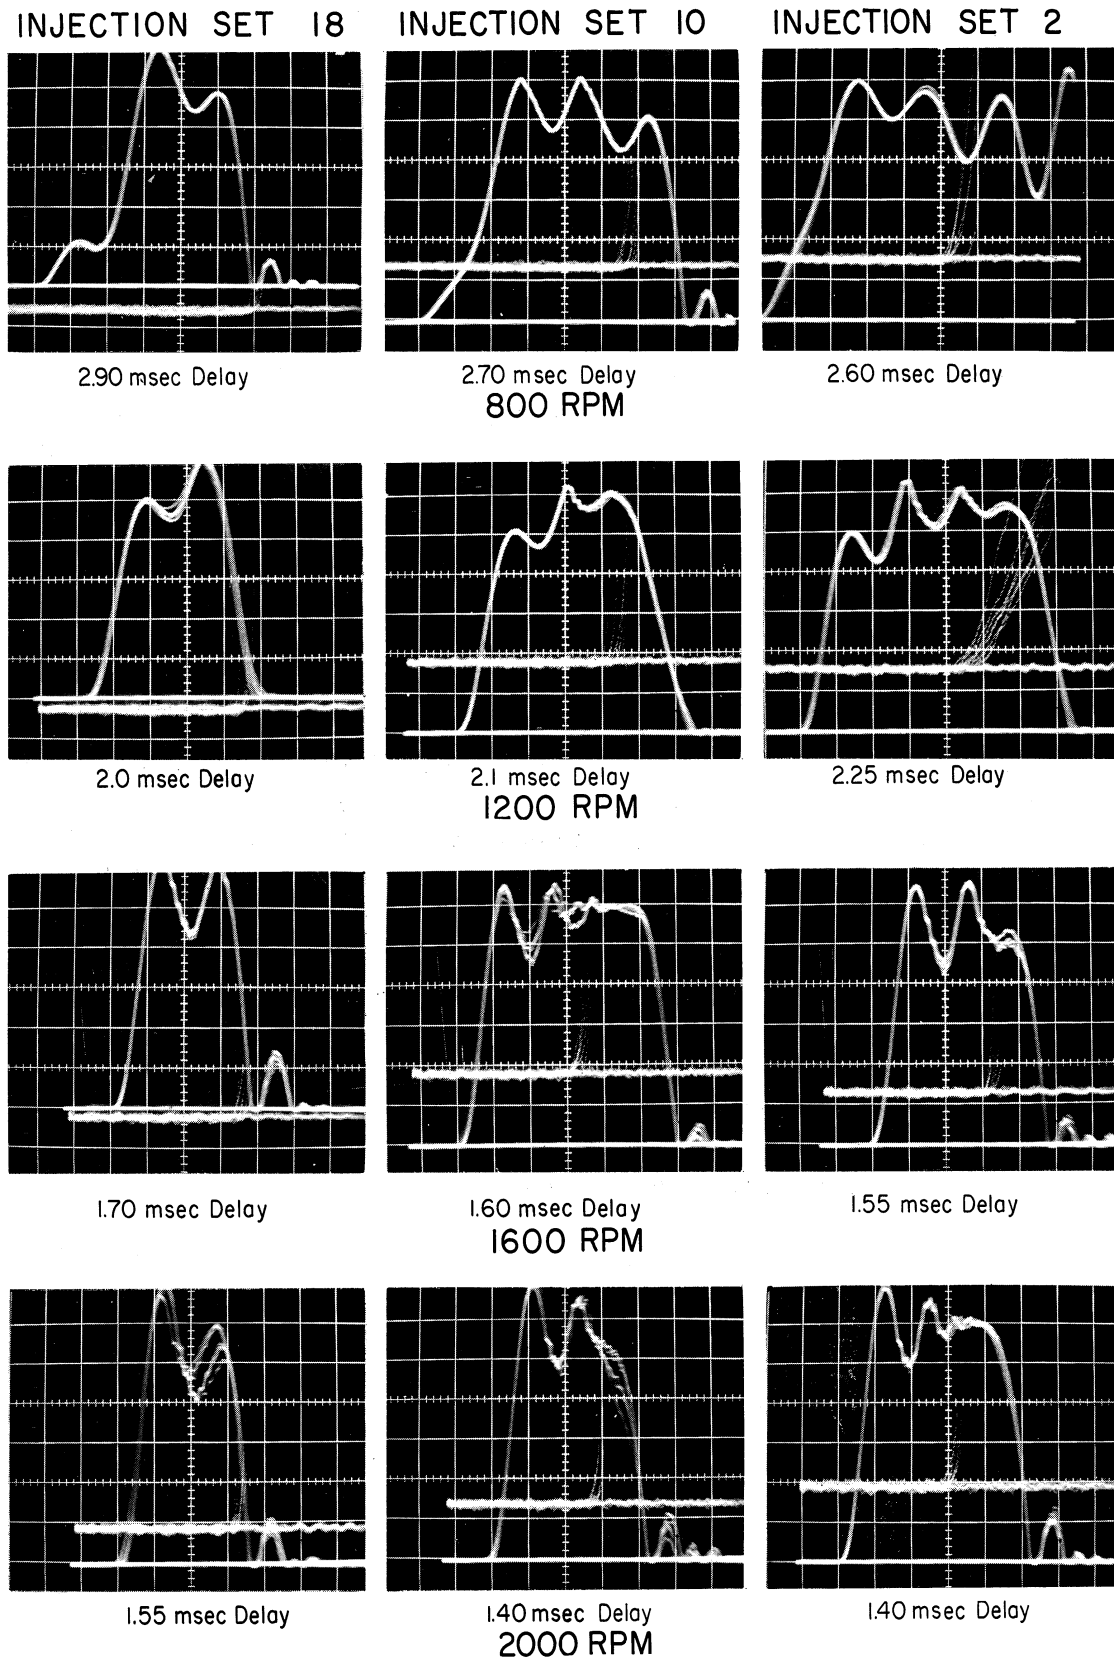 INJECTION SET 18 INJECTION SET 10 INJECTION SET 2
2.90 msec Delay 2.70 msec Delay 2.60 msec Delay
800 RPM
2.0 msec Delay 2.1 msec Delay 2.25 msec Delay
1200 RPM
1.70 msec Delay 1.60 msec Delay 1.55 msec Delay
1600 RPM
1.55 msec Delay 1.40 msec Delay 1.40 msec Delay
2000 RPM